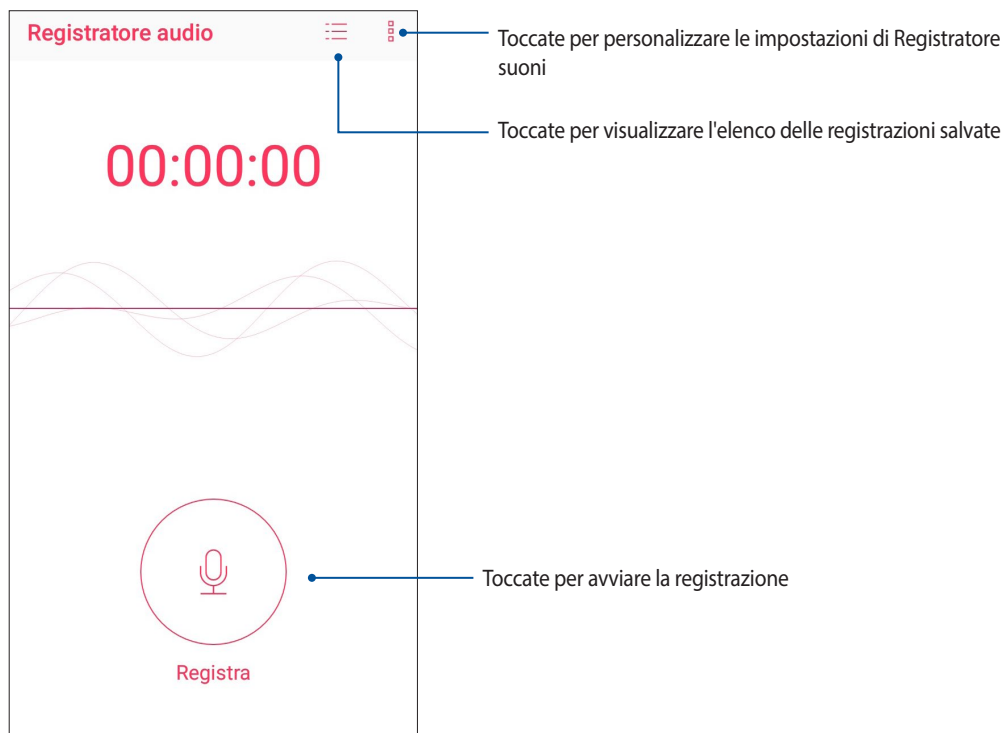 Registratore audio
Toccate per personalizzare le impostazioni di Registratore
suoni
Toccate per visualizzare l'elenco delle registrazioni salvate
00:00:00
Toccate per avviare la registrazione
Registra